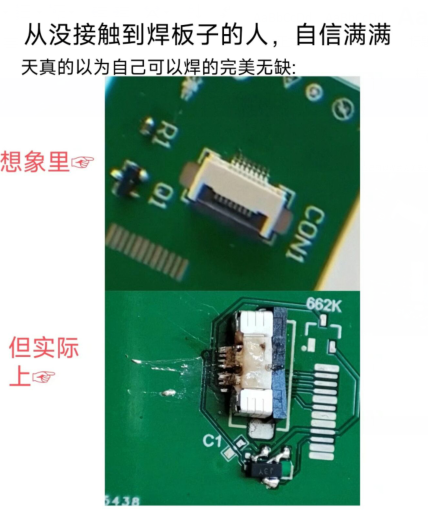 从没接触到焊板子的人，自信满满
天真的以为自己可以焊的完美无缺:
想象里👉
R1
Q1
CON1
662K
但实际
上👉
C1
6438